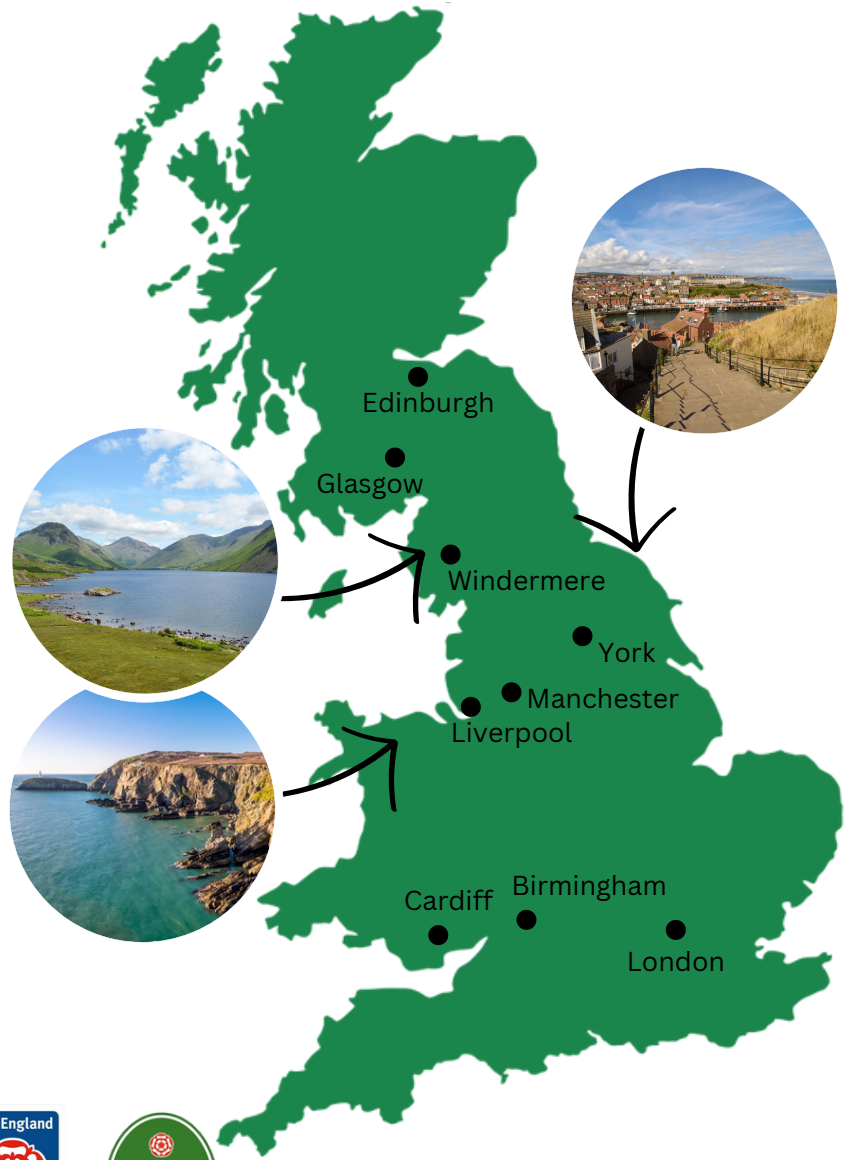 Edinburgh
Glasgow
Windermere
York
Manchester
Liverpool
Birmingham
Cardiff
London
England